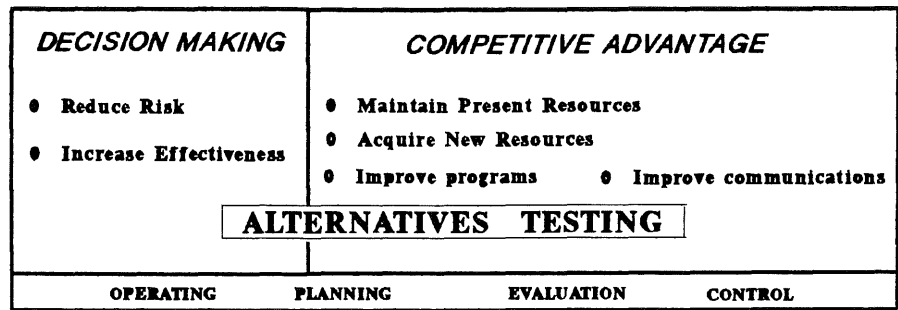 DECISION MAKING
● Reduce Risk
● Increase Effectiveness
COMPETITIVE ADVANTAGE
● Maintain Present Resources
● Acquire New Resources
● Improve programs ● Improve communications
ALTERNATIVES TESTING
OPERATING PLANNING EVALUATION CONTROL